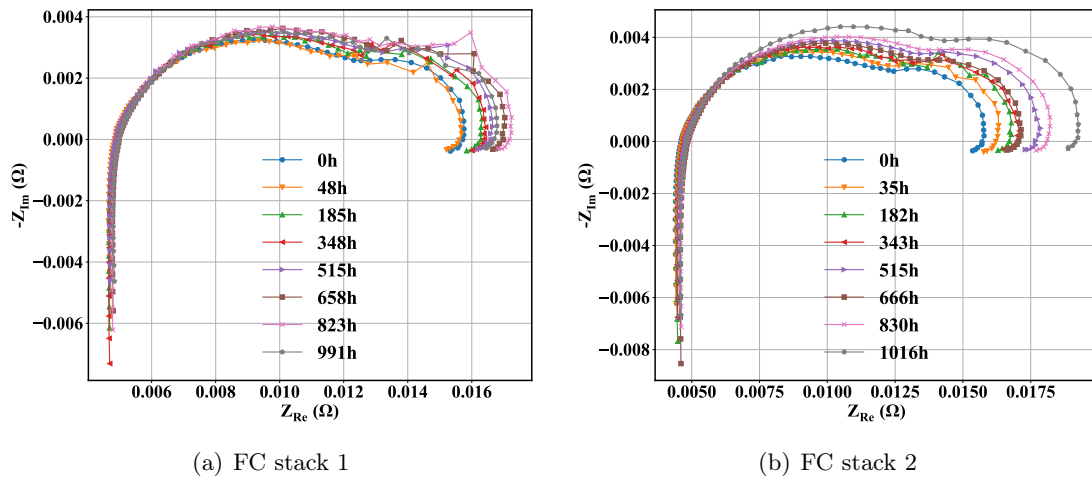 0.004
0.002
0.000
−0.002
−0.004
−0.006
-Z_Im (Ω)
0h
48h
185h
348h
515h
658h
823h
991h
0.006 0.008 0.010 0.012 0.014 0.016
Z_Re (Ω)
(a) FC stack 1
0.004
0.002
0.000
−0.002
−0.004
−0.006
−0.008
-Z_Im (Ω)
0h
35h
182h
343h
515h
666h
830h
1016h
0.0050 0.0075 0.0100 0.0125 0.0150 0.0175
Z_Re (Ω)
(b) FC stack 2